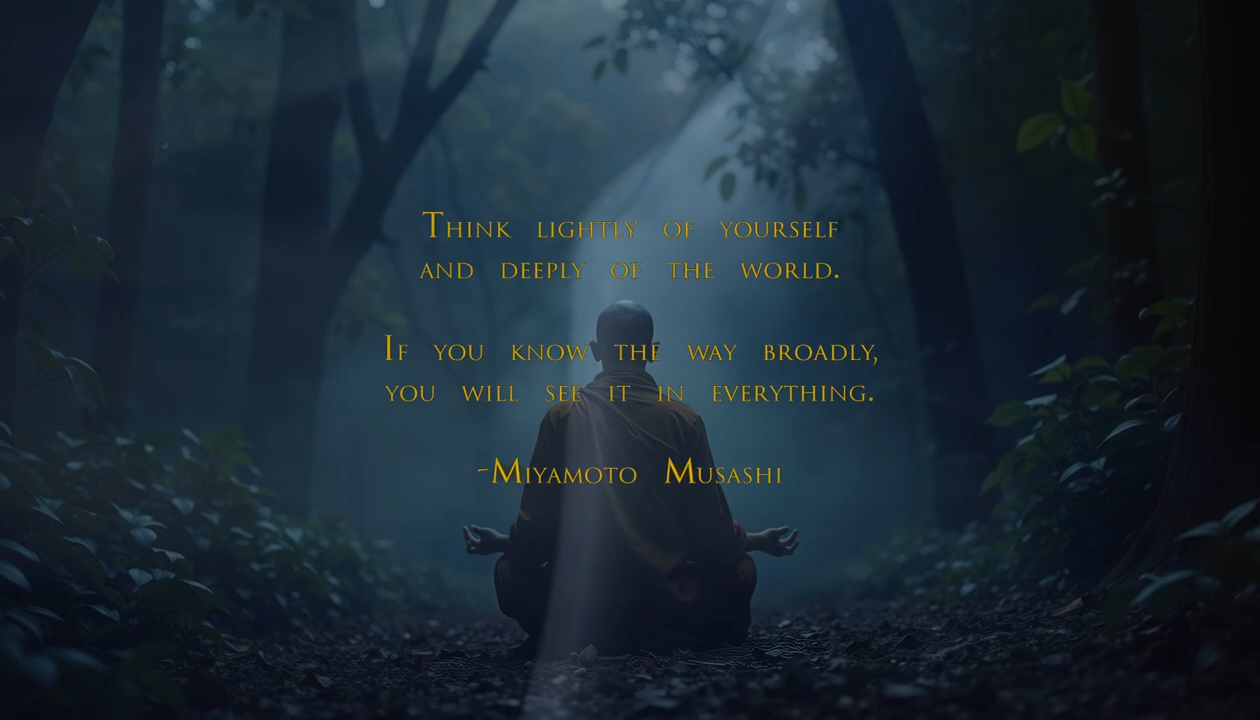 Think lightly of yourself
and deeply of the world.
If you know the way broadly,
you will see it in everything.
-Miyamoto Musashi